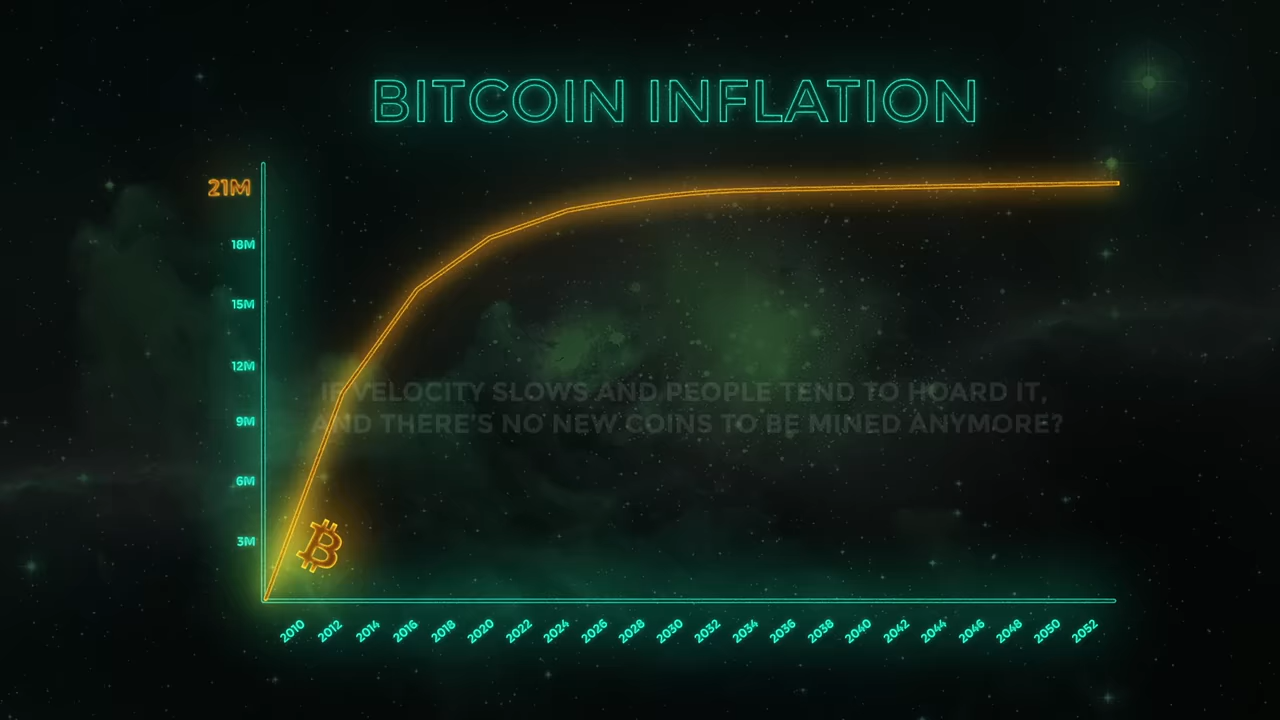 BITCOIN INFLATION
21M
18M
15M
12M
9M
6M
3M
IF VELOCITY SLOWS AND PEOPLE TEND TO HOARD IT,
AND THERE'S NO NEW COINS TO BE MINED ANYMORE?
2010 2012 2014 2016 2018 2020 2022 2024 2026 2028 2030 2032 2034 2036 2038 2040 2042 2044 2046 2048 2050 2052